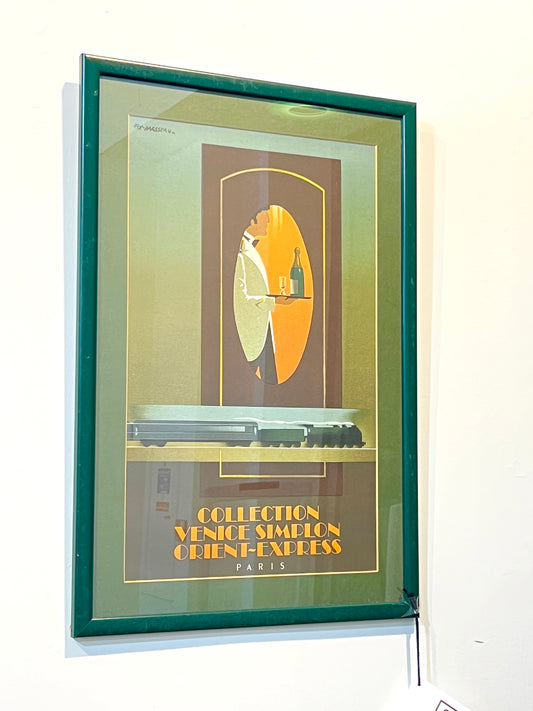 COLLECTION
VENICE SIMPLON
ORIENT-EXPRESS
PARIS